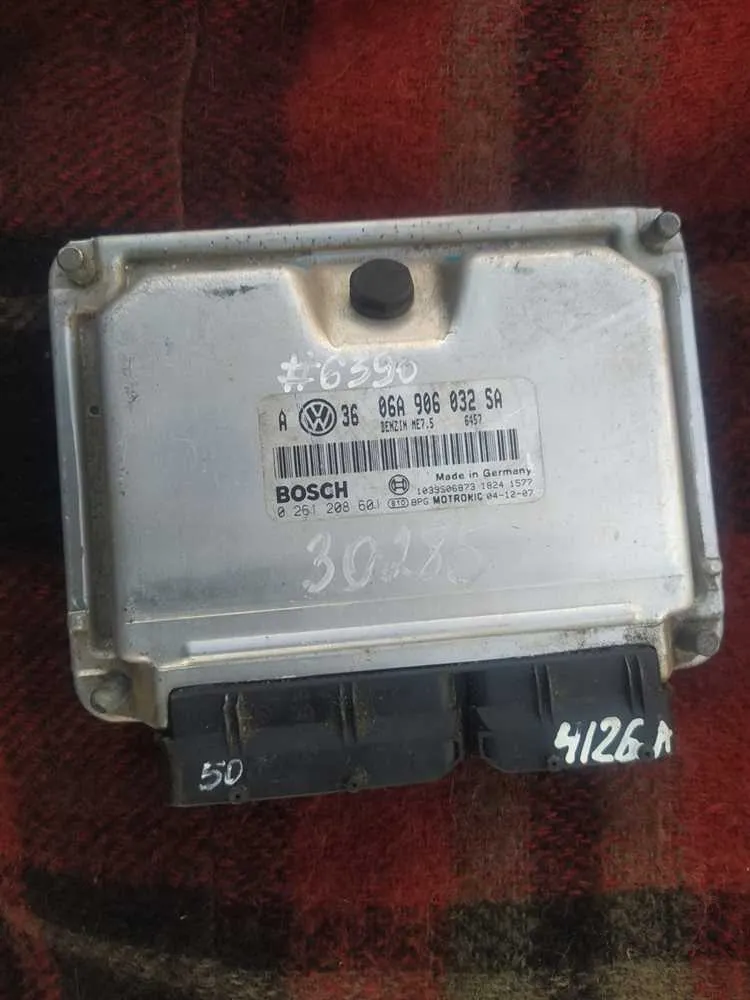 #6390
A VW 36 06A 906 032 SA
BENZIN ME7.5 6457
Made in Germany
BOSCH 1039S06873 1824 1577
0 261 208 601 BPG MOTRONIC 04-12-07
30285
50
4126 A